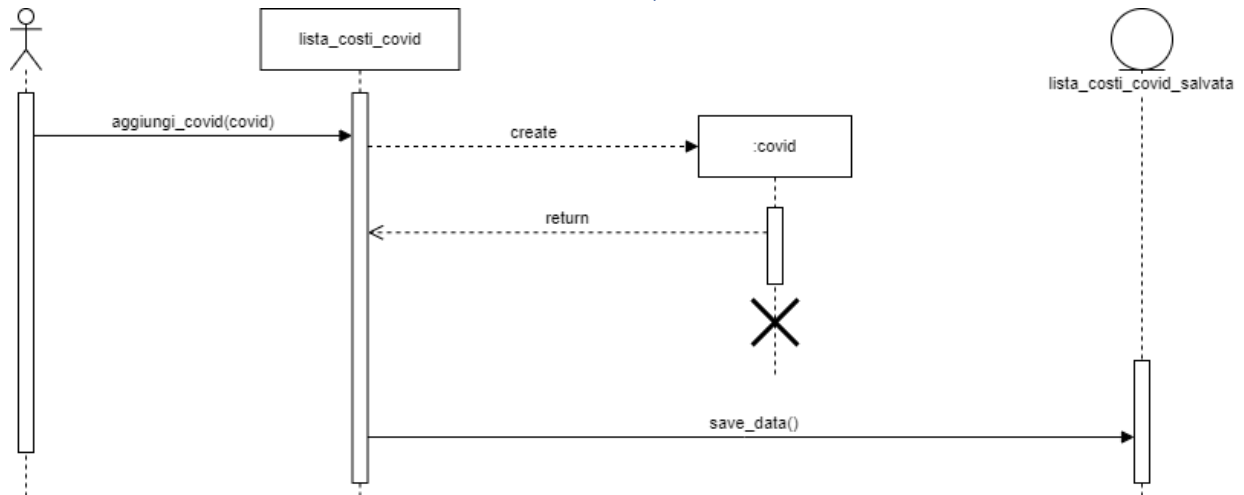 lista_costi_covid
lista_costi_covid_salvata
aggiungi_covid(covid)
create
:covid
return
save_data()